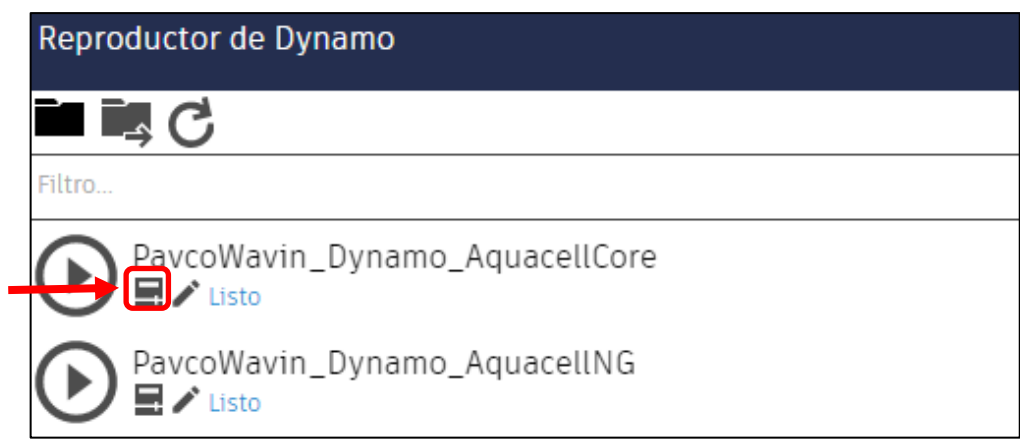 Reproductor de Dynamo
Filtro...
PavcoWavin_Dynamo_AquacellCore
Listo
PavcoWavin_Dynamo_AquacellNG
Listo